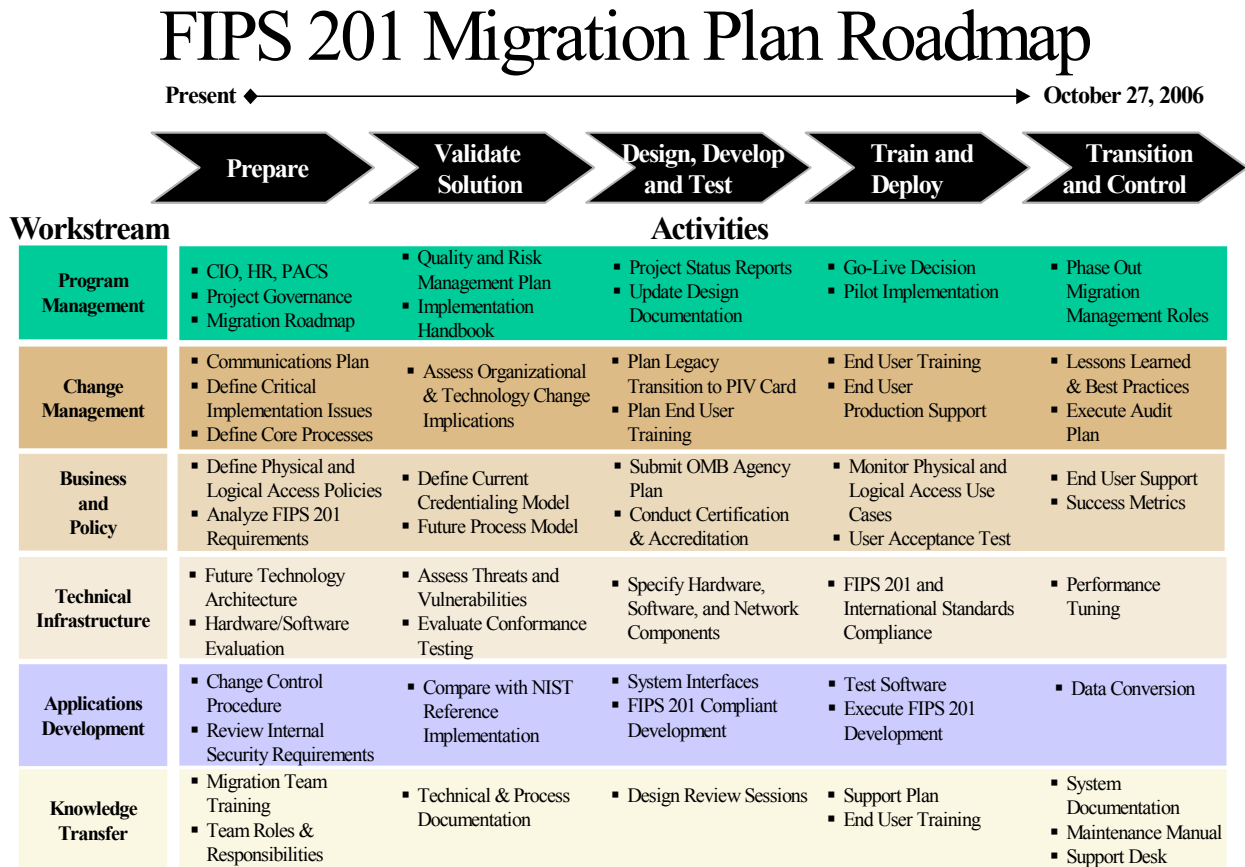 FIPS 201 Migration Plan Roadmap
Present
October 27, 2006
Prepare
Validate
Solution
Design, Develop
and Test
Train and
Deploy
Transition
and Control
Workstream
Activities
Program
Management
▪ CIO, HR, PACS
▪ Project Governance
▪ Migration Roadmap
▪ Quality and Risk
Management Plan
▪ Implementation
Handbook
▪ Project Status Reports
▪ Update Design
Documentation
▪ Go-Live Decision
▪ Pilot Implementation
▪ Phase Out
Migration
Management Roles
Change
Management
▪ Communications Plan
▪ Define Critical
Implementation Issues
▪ Define Core Processes
▪ Assess Organizational
& Technology Change
Implications
▪ Plan Legacy
Transition to PIV Card
▪ Plan End User
Training
▪ End User Training
▪ End User
Production Support
▪ Lessons Learned
& Best Practices
▪ Execute Audit
Plan
Business
and
Policy
▪ Define Physical and
Logical Access Policies
▪ Analyze FIPS 201
Requirements
▪ Define Current
Credentialing Model
▪ Future Process Model
▪ Submit OMB Agency
Plan
▪ Conduct Certification
& Accreditation
▪ Monitor Physical and
Logical Access Use
Cases
▪ User Acceptance Test
▪ End User Support
▪ Success Metrics
Technical
Infrastructure
▪ Future Technology
Architecture
▪ Hardware/Software
Evaluation
▪ Assess Threats and
Vulnerabilities
▪ Evaluate Conformance
Testing
▪ Specify Hardware,
Software, and Network
Components
▪ FIPS 201 and
International Standards
Compliance
▪ Performance
Tuning
Applications
Development
▪ Change Control
Procedure
▪ Review Internal
Security Requirements
▪ Compare with NIST
Reference
Implementation
▪ System Interfaces
▪ FIPS 201 Compliant
Development
▪ Test Software
▪ Execute FIPS 201
Development
▪ Data Conversion
Knowledge
Transfer
▪ Migration Team
Training
▪ Team Roles &
Responsibilities
▪ Technical & Process
Documentation
▪ Design Review Sessions
▪ Support Plan
▪ End User Training
▪ System
Documentation
▪ Maintenance Manual
▪ Support Desk